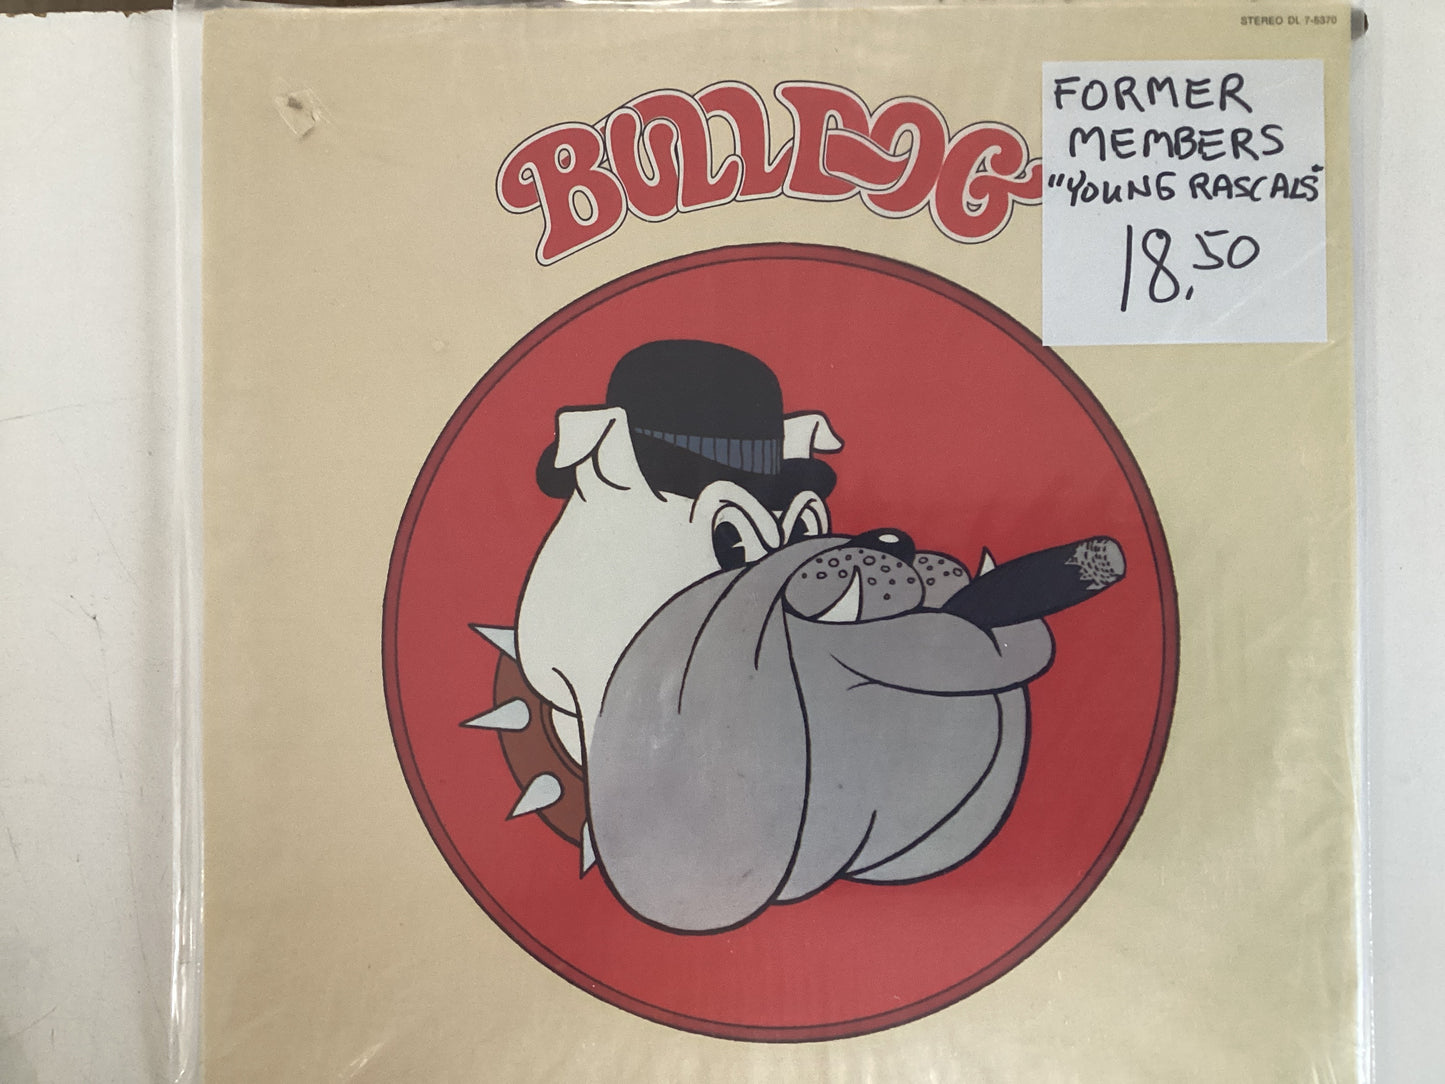 STEREO DL 7-5370
BULLDOG
FORMER
MEMBERS
"YOUNG RASCALS"
18.50